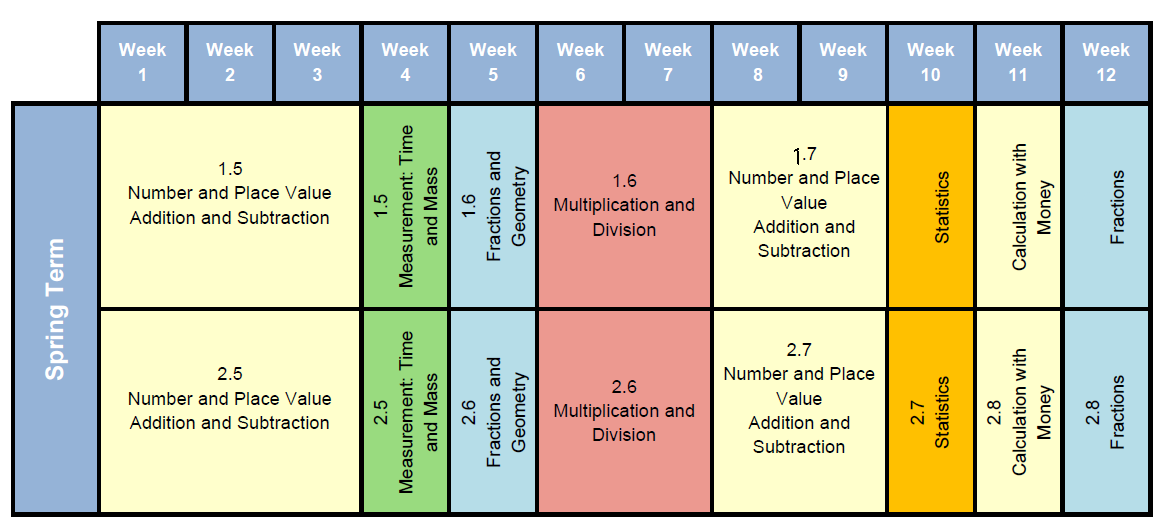 Week
1
Week
2
Week
3
Week
4
Week
5
Week
6
Week
7
Week
8
Week
9
Week
10
Week
11
Week
12
Spring Term
1.5
Number and Place Value
Addition and Subtraction
1.5
Measurement: Time
and Mass
1.6
Fractions and
Geometry
1.6
Multiplication and
Division
1.7
Number and Place
Value
Addition and
Subtraction
Statistics
Calculation with
Money
Fractions
2.5
Number and Place Value
Addition and Subtraction
2.5
Measurement: Time
and Mass
2.6
Fractions and
Geometry
2.6
Multiplication and
Division
2.7
Number and Place
Value
Addition and
Subtraction
2.7
Statistics
2.8
Calculation with
Money
2.8
Fractions